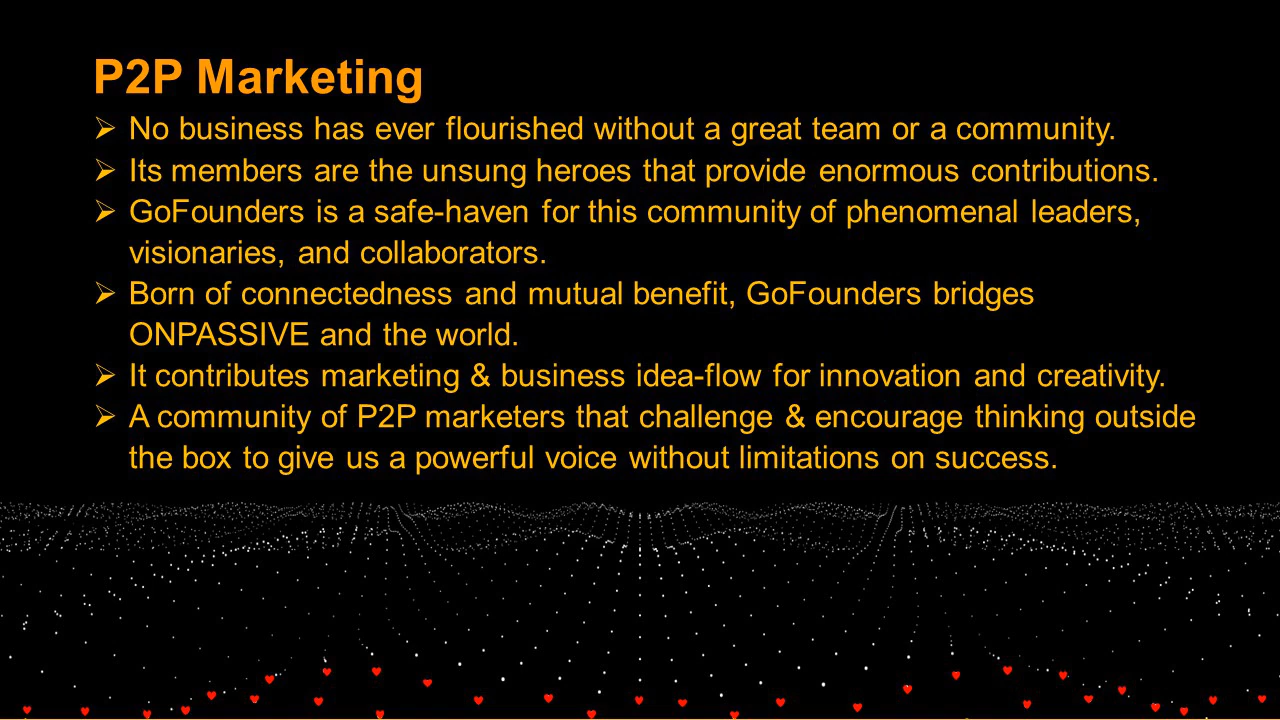 P2P Marketing
➢ No business has ever flourished without a great team or a community.
➢ Its members are the unsung heroes that provide enormous contributions.
➢ GoFounders is a safe-haven for this community of phenomenal leaders,
visionaries, and collaborators.
➢ Born of connectedness and mutual benefit, GoFounders bridges
ONPASSIVE and the world.
➢ It contributes marketing & business idea-flow for innovation and creativity.
➢ A community of P2P marketers that challenge & encourage thinking outside
the box to give us a powerful voice without limitations on success.